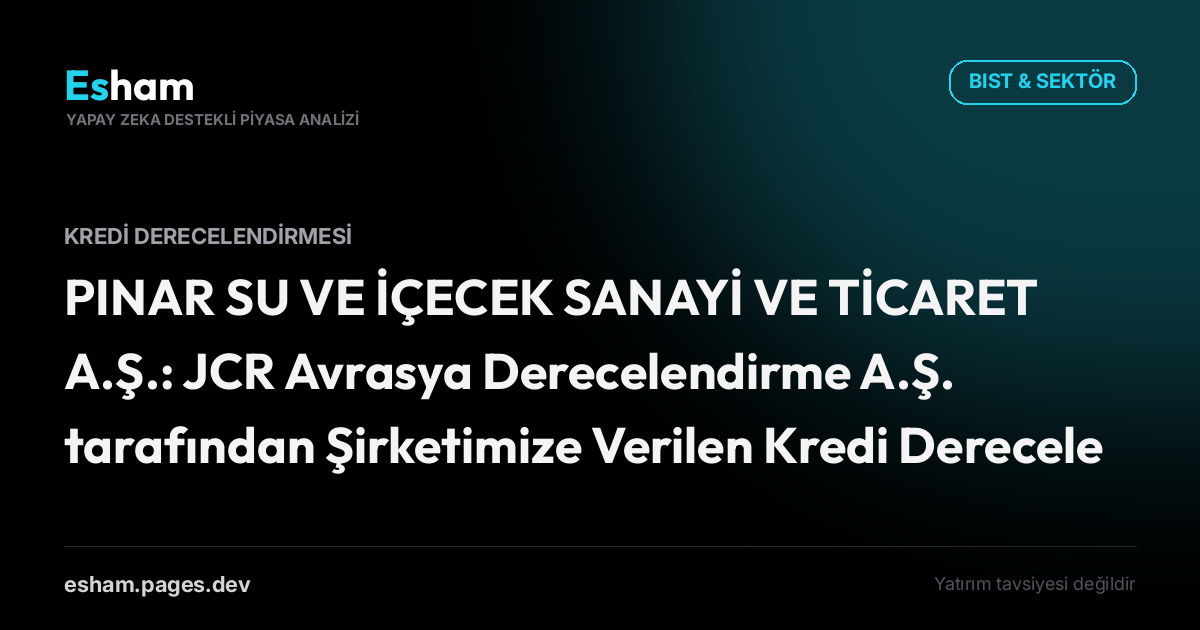 Esham
BIST & SEKTÖR
YAPAY ZEKA DESTEKLİ PİYASA ANALİZİ
KREDİ DERECELENDİRMESİ
PINAR SU VE İÇECEK SANAYİ VE TİCARET
A.Ş.: JCR Avrasya Derecelendirme A.Ş.
tarafından Şirketimize Verilen Kredi Derecele
esham.pages.dev
Yatırım tavsiyesi değildir